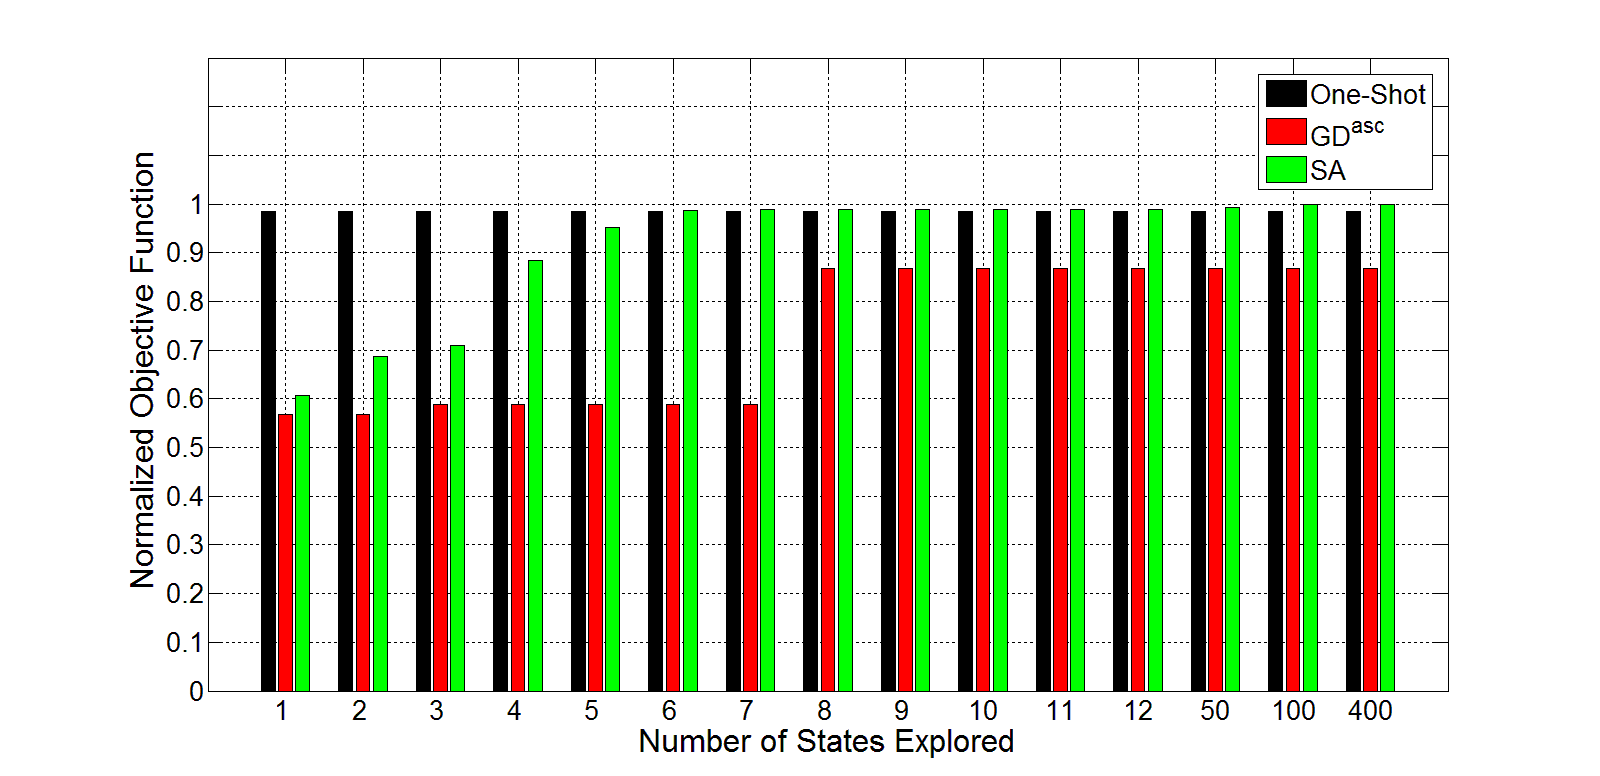 One-Shot
GDasc
SA
Normalized Objective Function
1
0.9
0.8
0.7
0.6
0.5
0.4
0.3
0.2
0.1
0
1 2 3 4 5 6 7 8 9 10 11 12 50 100 400
Number of States Explored